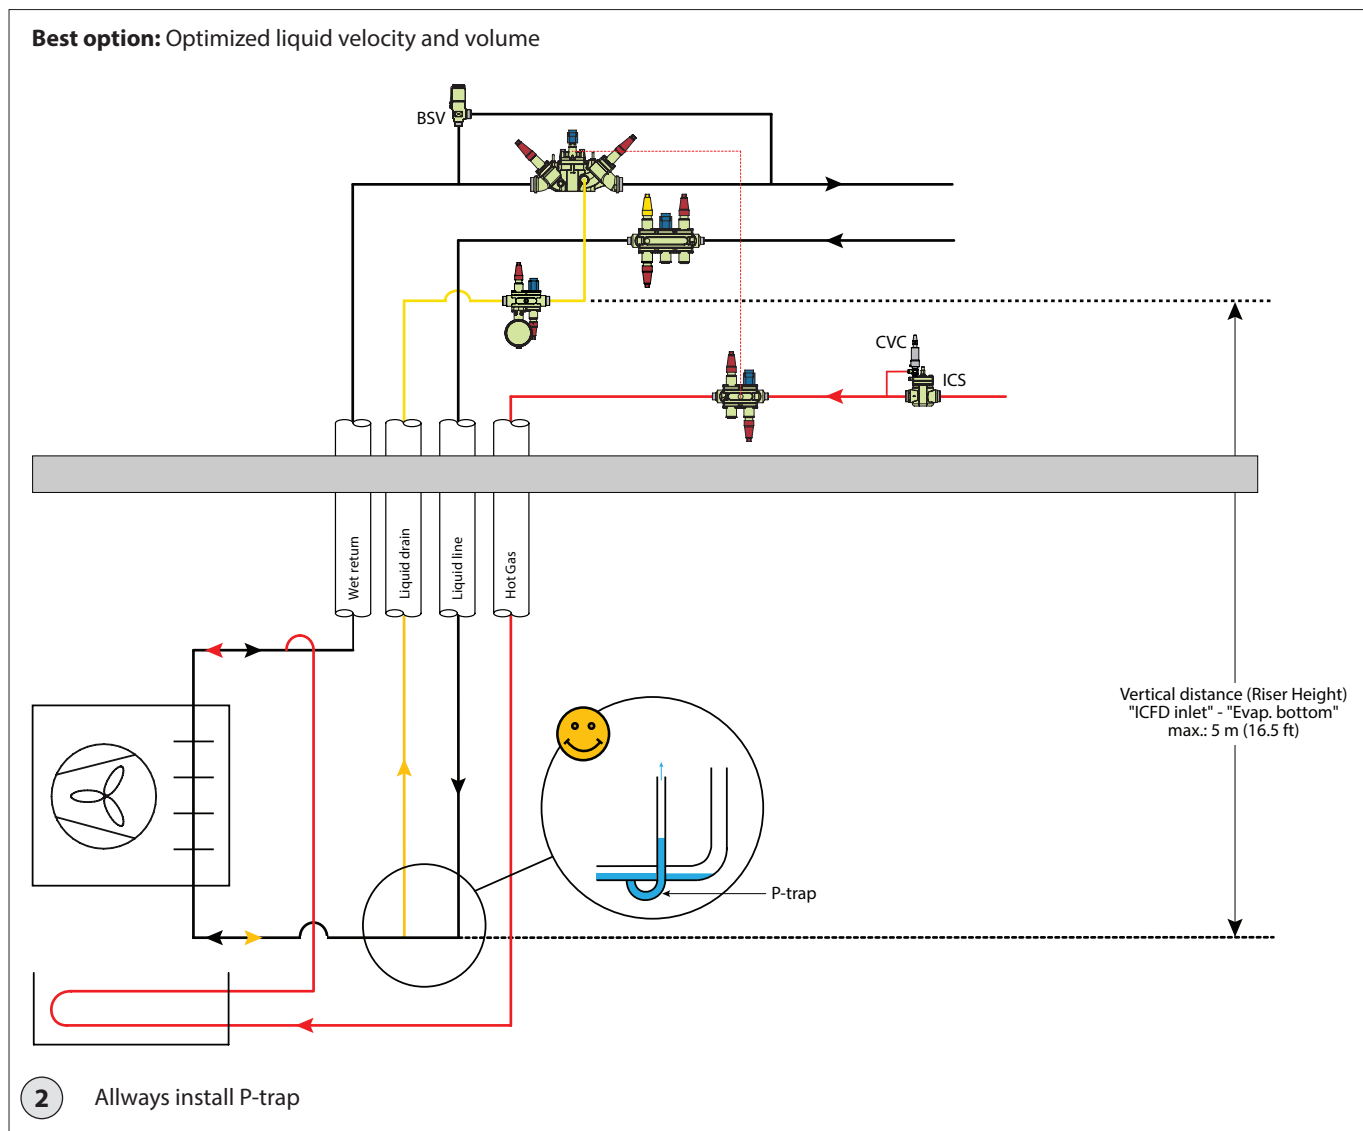 Best option: Optimized liquid velocity and volume
BSV
CVC
ICS
Wet return
Liquid drain
Liquid line
Hot Gas
Vertical distance (Riser Height)
"ICFD inlet" - "Evap. bottom"
max.: 5 m (16.5 ft)
P-trap
2 Allways install P-trap